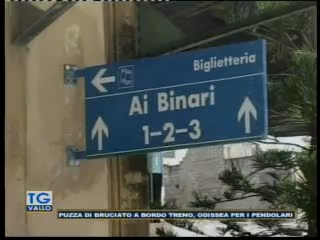 Biglietteria
Ai Binari
1-2-3
TG
VALLO
PUZZA DI BRUCIATO A BORDO TRENO, ODISSEA PER I PENDOLARI